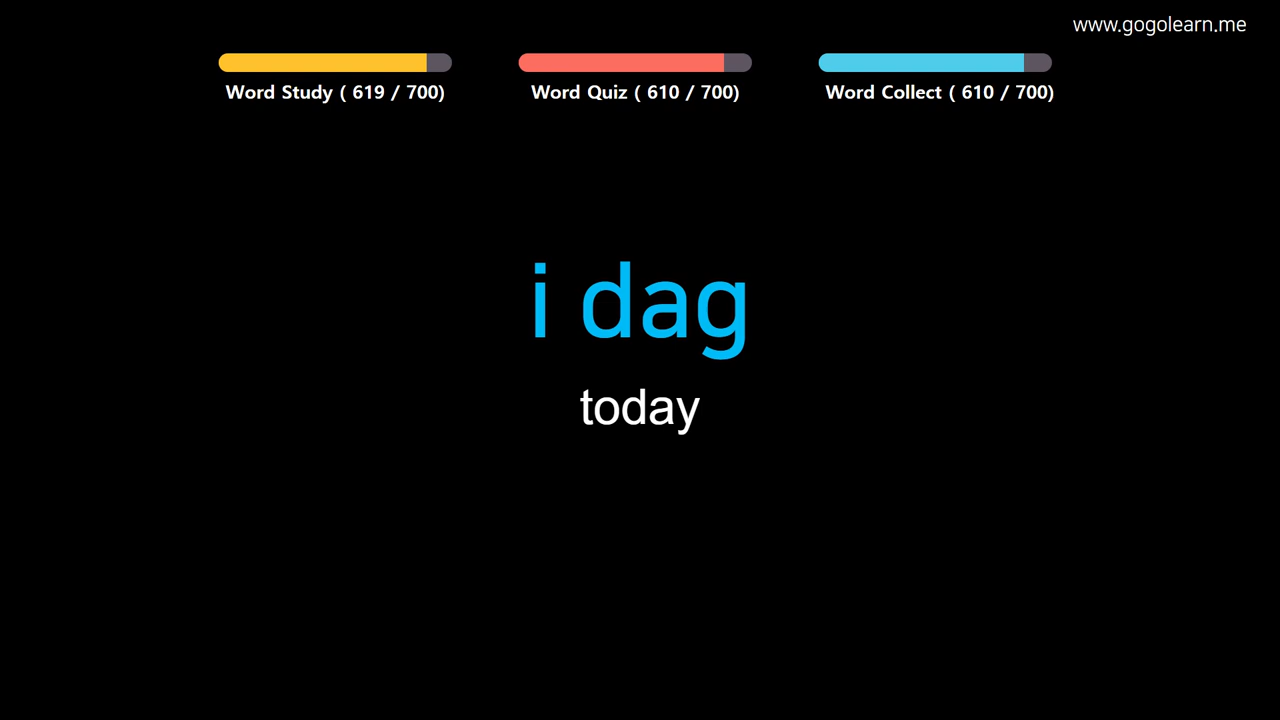 www.gogolearn.me
Word Study ( 619 / 700)
Word Quiz ( 610 / 700)
Word Collect ( 610 / 700)
i dag
today